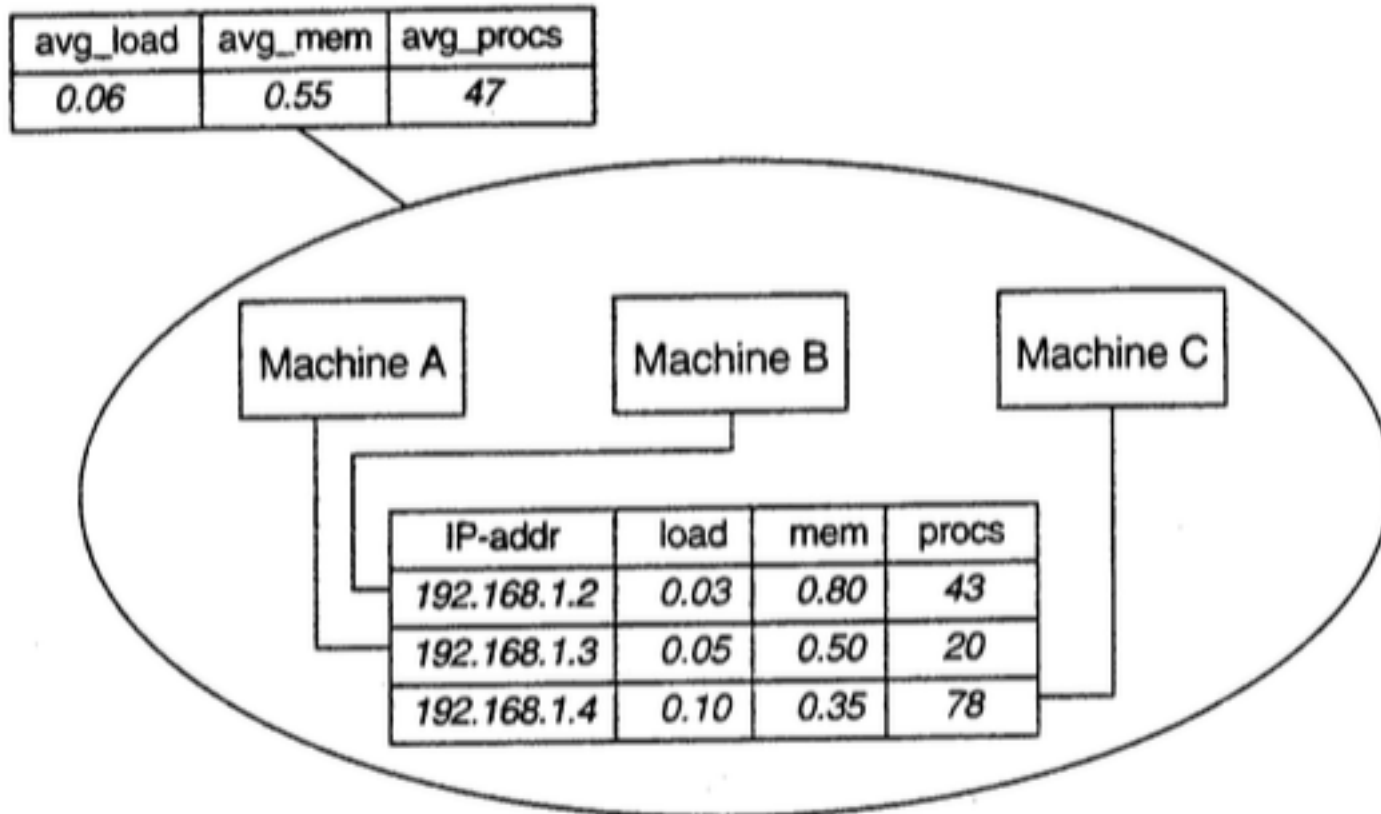 avg_load avg_mem avg_procs
0.06 0.55 47
Machine A Machine B Machine C
IP-addr load mem procs
192.168.1.2 0.03 0.80 43
192.168.1.3 0.05 0.50 20
192.168.1.4 0.10 0.35 78